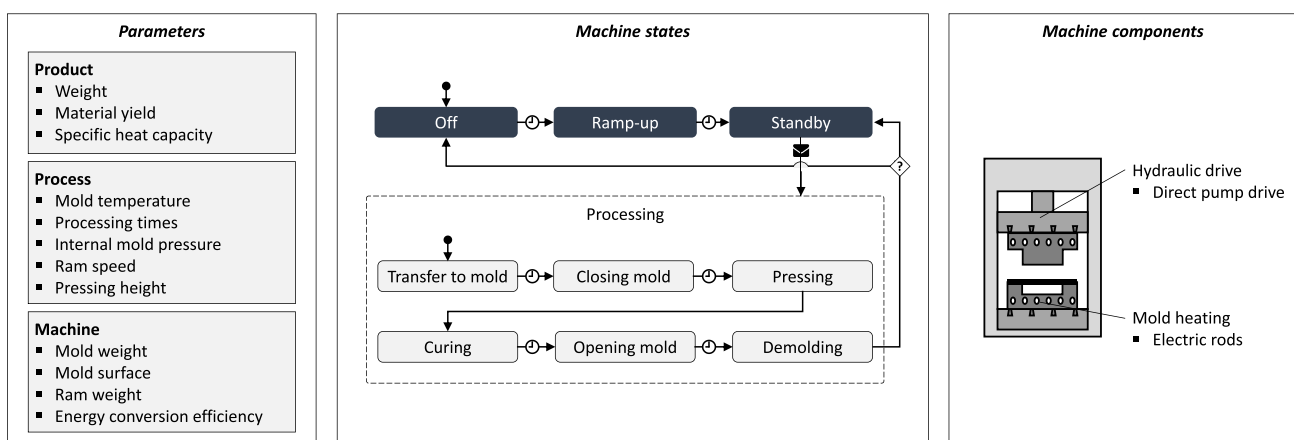 Parameters
Product
▪ Weight
▪ Material yield
▪ Specific heat capacity
Process
▪ Mold temperature
▪ Processing times
▪ Internal mold pressure
▪ Ram speed
▪ Pressing height
Machine
▪ Mold weight
▪ Mold surface
▪ Ram weight
▪ Energy conversion efficiency
Machine states
Off
Ramp-up
Standby
?
Processing
Transfer to mold
Closing mold
Pressing
Curing
Opening mold
Demolding
Machine components
Hydraulic drive
▪ Direct pump drive
Mold heating
▪ Electric rods